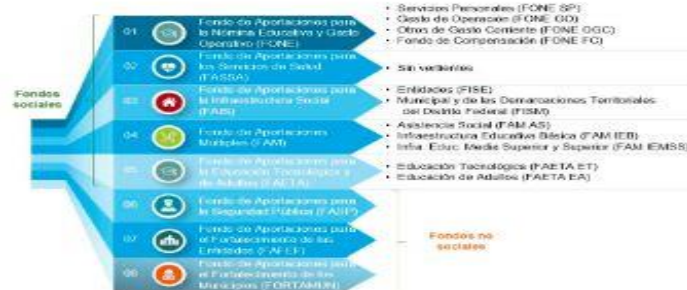 Fondos
sociales
01
Fondo de Aportaciones para
la Nómina Educativa y Gasto
Operativo (FONE)
• Servicios Personales (FONE SP)
• Gasto de Operación (FONE GO)
• Otros de Gasto Corriente (FONE OGC)
• Fondo de Compensación (FONE FC)
02
Fondo de Aportaciones para
los Servicios de Salud
(FASSA)
• Sin vertientes
03
Fondo de Aportaciones para
la Infraestructura Social
(FAIS)
• Entidades (FISE)
• Municipal y de las Demarcaciones Territoriales
del Distrito Federal (FISM)
04
Fondo de Aportaciones
Múltiples (FAM)
• Asistencia Social (FAM AS)
• Infraestructura Educativa Básica (FAM IEB)
• Infra. Educ. Media Superior y Superior (FAM IEMSS)
05
Fondo de Aportaciones para
la Educación Tecnológica y
de Adultos (FAETA)
• Educación Tecnológica (FAETA ET)
• Educación de Adultos (FAETA EA)
06
Fondo de Aportaciones para
la Seguridad Pública (FASP)
07
Fondo de Aportaciones para
el Fortalecimiento de las
Entidades (FAFEF)
08
Fondo de Aportaciones para
el Fortalecimiento de los
Municipios (FORTAMUN)
Fondos no
sociales